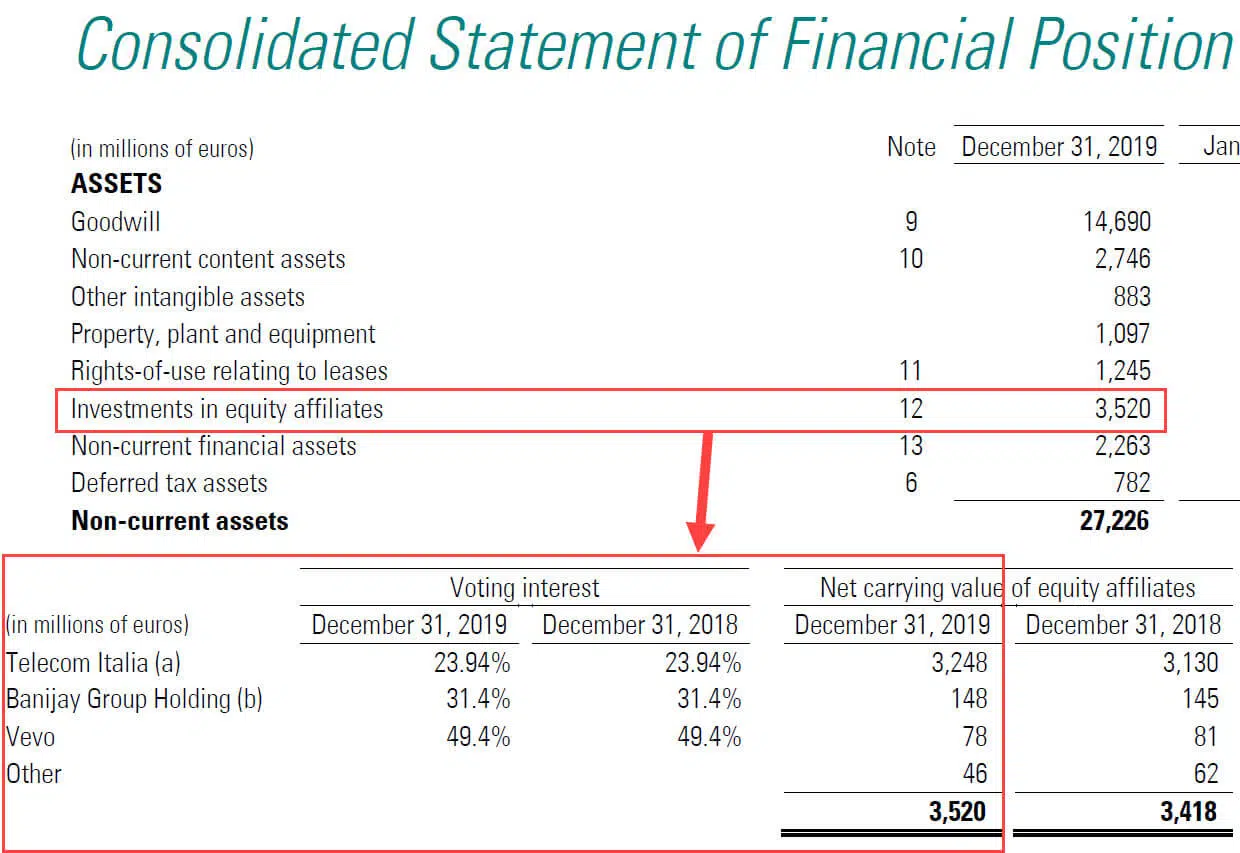 Consolidated Statement of Financial Position
(in millions of euros) Note December 31, 2019 Jan
ASSETS
Goodwill 9 14,690
Non-current content assets 10 2,746
Other intangible assets 883
Property, plant and equipment 1,097
Rights-of-use relating to leases 11 1,245
Investments in equity affiliates 12 3,520
Non-current financial assets 13 2,263
Deferred tax assets 6 782
Non-current assets 27,226
Voting interest Net carrying value of equity affiliates
(in millions of euros) December 31, 2019 December 31, 2018 December 31, 2019 December 31, 2018
Telecom Italia (a) 23.94% 23.94% 3,248 3,130
Banijay Group Holding (b) 31.4% 31.4% 148 145
Vevo 49.4% 49.4% 78 81
Other 46 62
3,520 3,418